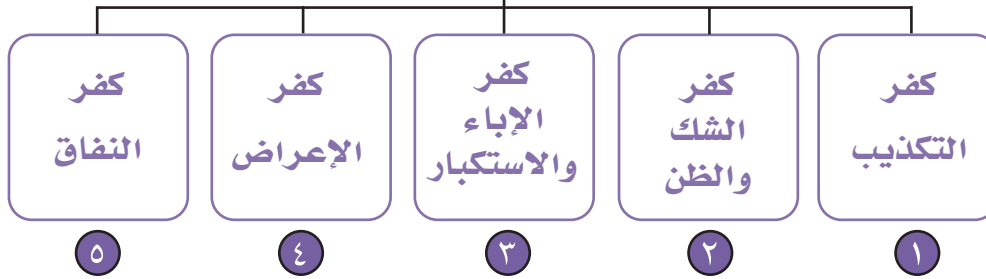 كفر
التكذيب
١
كفر
الشك
والظن
٢
كفر
الإباء
والاستكبار
٣
كفر
الإعراض
٤
كفر
النفاق
٥